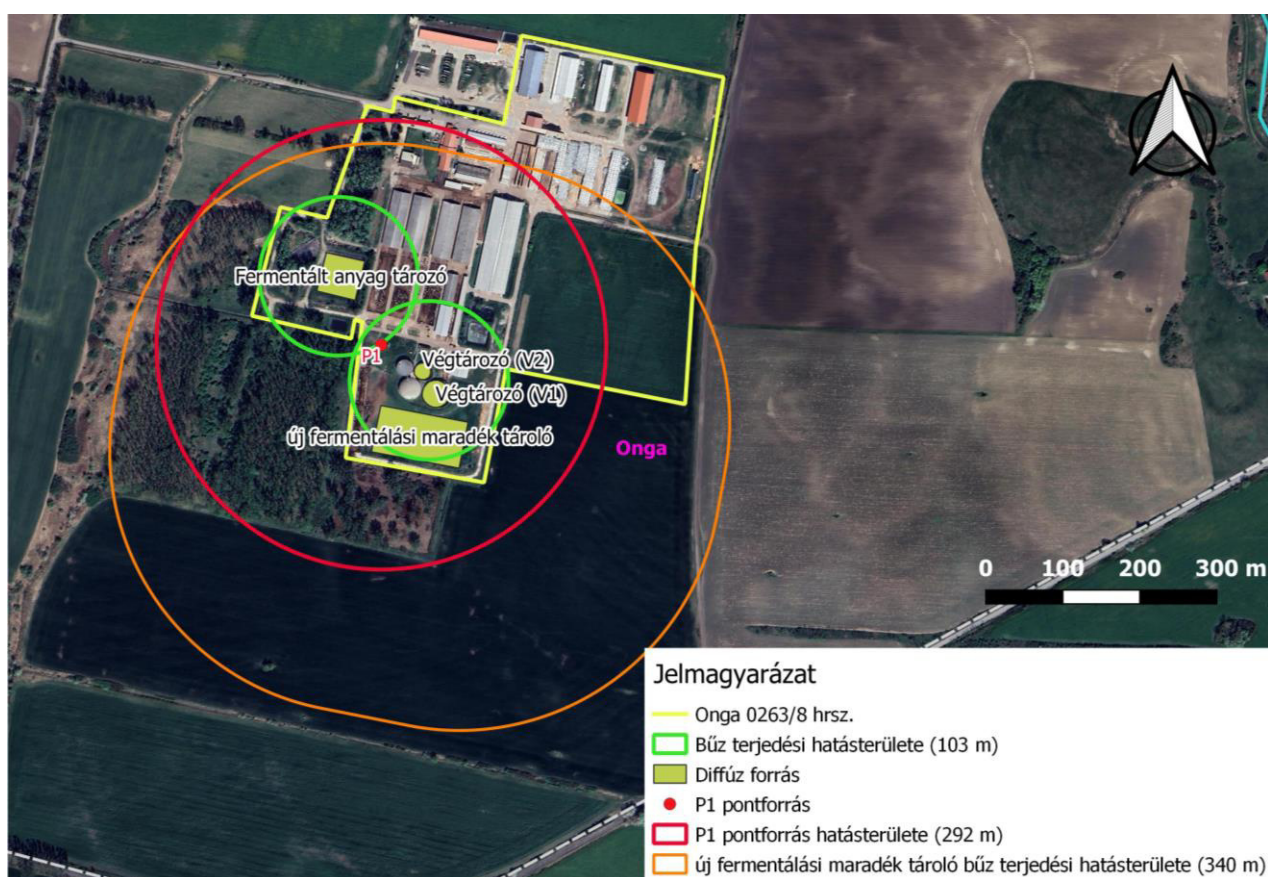 Fermentált anyag tározó
P1
Végtározó (V2)
Végtározó (V1)
új fermentálási maradék tároló
Onga
0 100 200 300 m
Jelmagyarázat
Onga 0263/8 hrsz.
Bűz terjedési hatásterülete (103 m)
Diffúz forrás
P1 pontforrás
P1 pontforrás hatásterülete (292 m)
új fermentálási maradék tároló bűz terjedési hatásterülete (340 m)